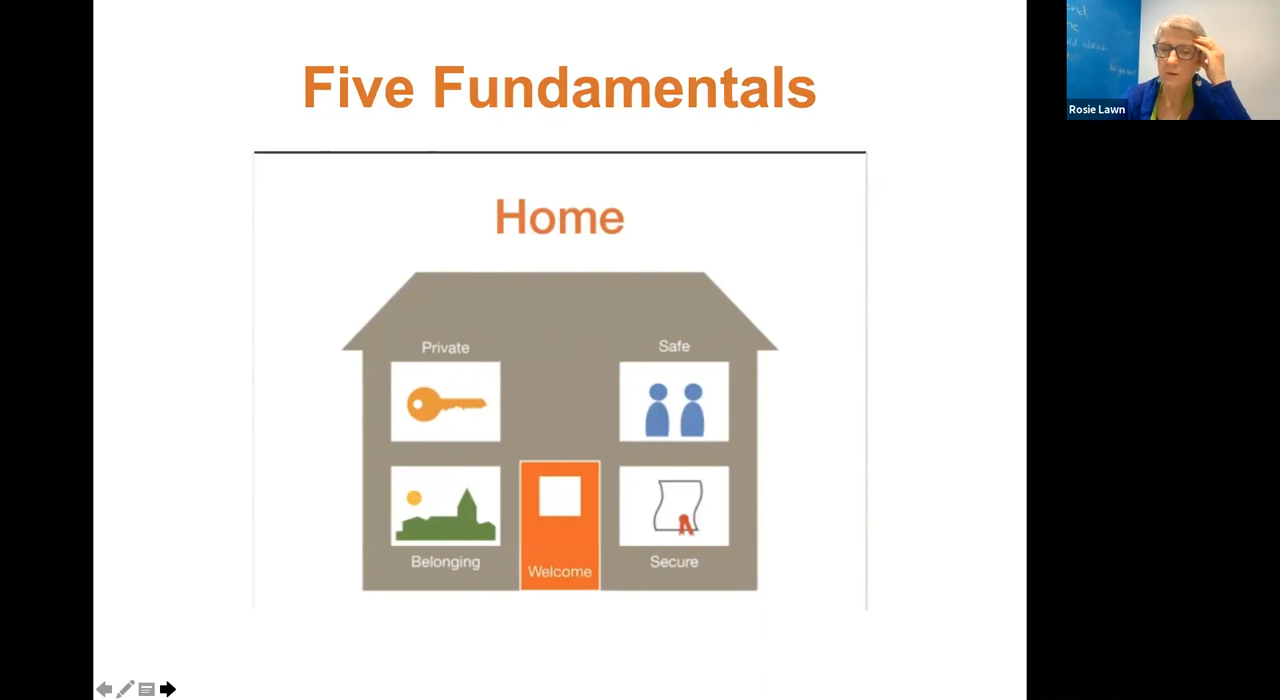 Five Fundamentals
Home
Private
Safe
Belonging
Welcome
Secure
Rosie Lawn